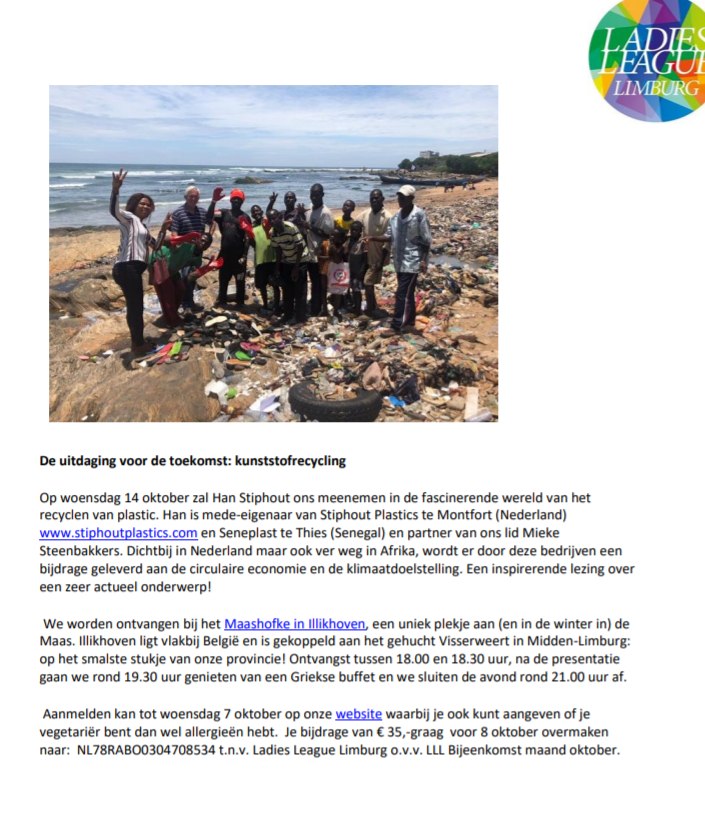 LADIES
LEAGUE
LIMBURG
De uitdaging voor de toekomst: kunststofrecycling
Op woensdag 14 oktober zal Han Stiphout ons meenemen in de fascinerende wereld van het
recyclen van plastic. Han is mede-eigenaar van Stiphout Plastics te Montfort (Nederland)
www.stiphoutplastics.com en Seneplast te Thies (Senegal) en partner van ons lid Mieke
Steenbakkers. Dichtbij in Nederland maar ook ver weg in Afrika, wordt er door deze bedrijven een
bijdrage geleverd aan de circulaire economie en de klimaatdoelstelling. Een inspirerende lezing over
een zeer actueel onderwerp!
We worden ontvangen bij het Maashofke in Illikhoven, een uniek plekje aan (en in de winter in) de
Maas. Illikhoven ligt vlakbij België en is gekoppeld aan het gehucht Visserweert in Midden-Limburg:
op het smalste stukje van onze provincie! Ontvangst tussen 18.00 en 18.30 uur, na de presentatie
gaan we rond 19.30 uur genieten van een Griekse buffet en we sluiten de avond rond 21.00 uur af.
Aanmelden kan tot woensdag 7 oktober op onze website waarbij je ook kunt aangeven of je
vegetariër bent dan wel allergieën hebt.  Je bijdrage van € 35,-graag  voor 8 oktober overmaken
naar:  NL78RABO0304708534 t.n.v. Ladies League Limburg o.v.v. LLL Bijeenkomst maand oktober.